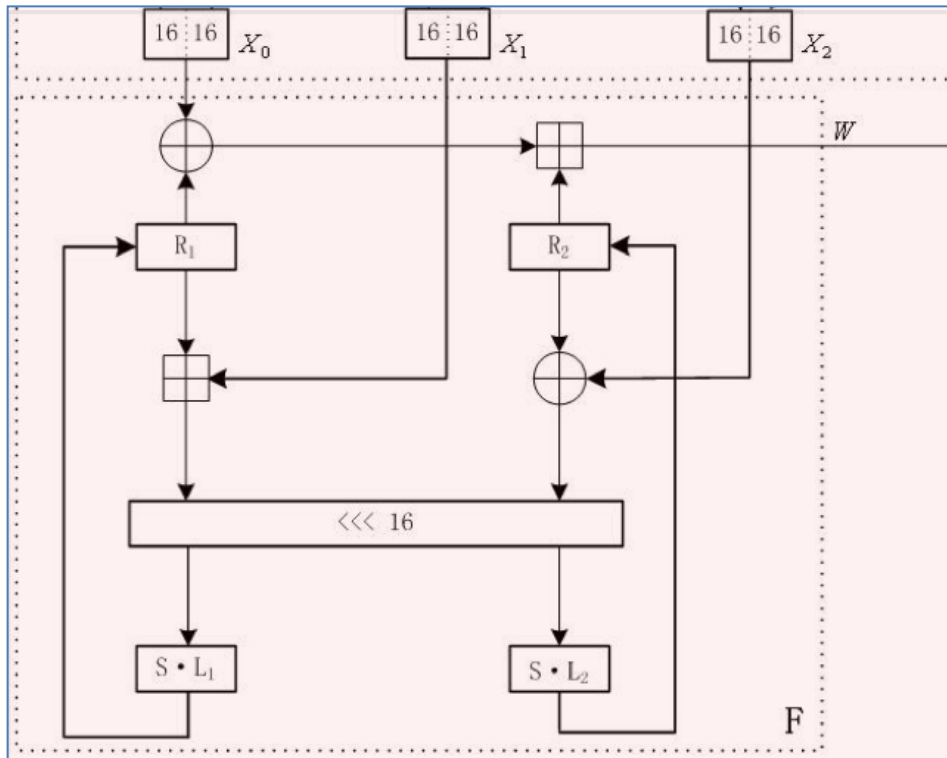 16 16 X₀ 16 16 X₁ 16 16 X₂
W
R₁ R₂
<<< 16
S · L₁ S · L₂
F